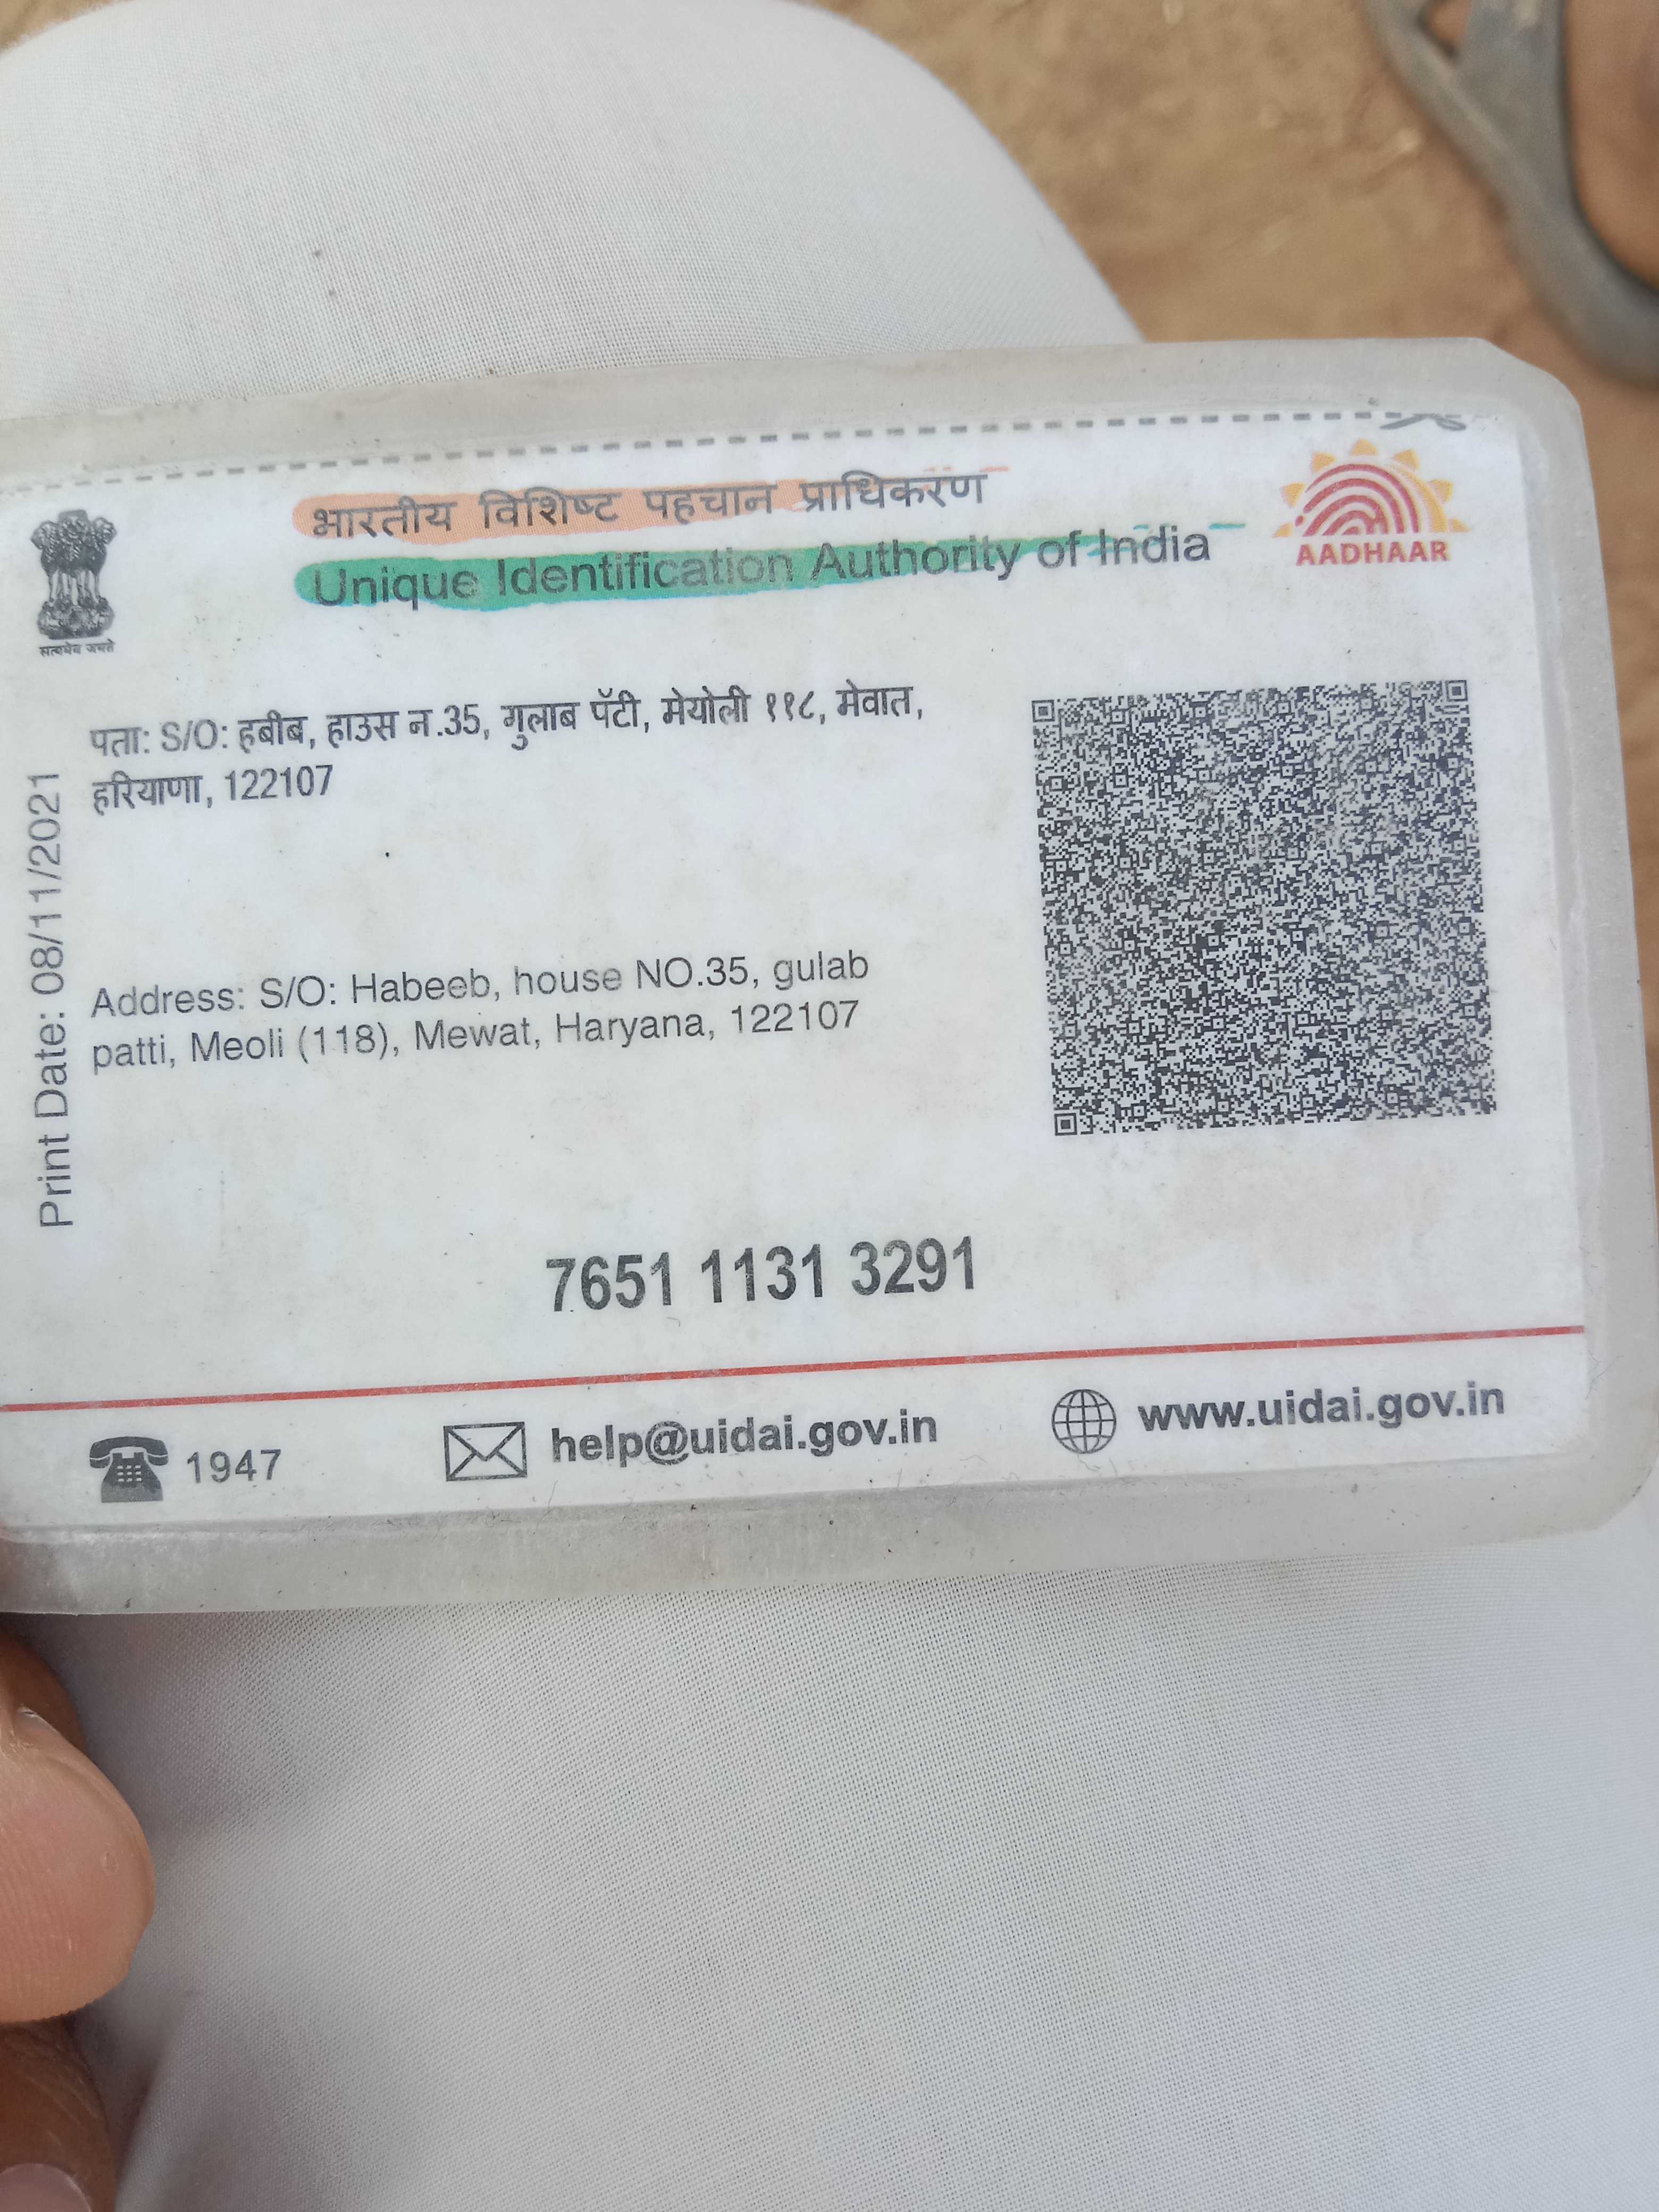 भारतीय विशिष्ट पहचान प्राधिकरण
Unique Identification Authority of India
AADHAAR
सत्यमेव जयते
पता: S/O: हबीब, हाउस न.35, गुलाब पॅटी, मेयोली ११८, मेवात,
हरियाणा, 122107
Print Date: 08/11/2021
Address: S/O: Habeeb, house NO.35, gulab
patti, Meoli (118), Mewat, Haryana, 122107
7651 1131 3291
1947
help@uidai.gov.in
www.uidai.gov.in